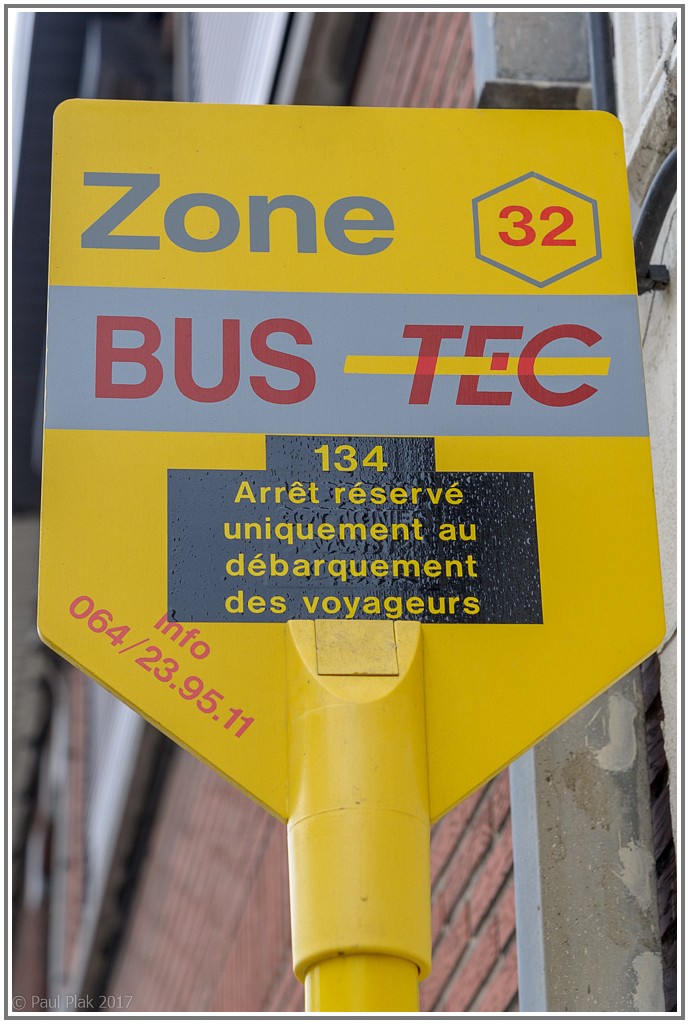 Zone 32
BUS TEC
134
Arrêt réservé
uniquement au
débarquement
des voyageurs
Info
064/23.95.11
© Paul Plak 2017